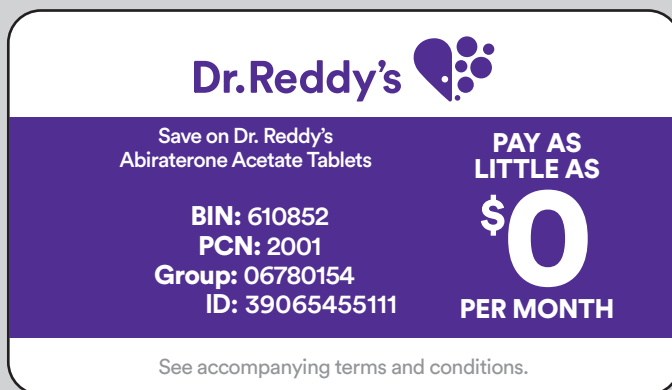 Dr.Reddy's
Save on Dr. Reddy's
Abiraterone Acetate Tablets
BIN: 610852
PCN: 2001
Group: 06780154
ID: 39065455111
PAY AS
LITTLE AS
$0
PER MONTH
See accompanying terms and conditions.